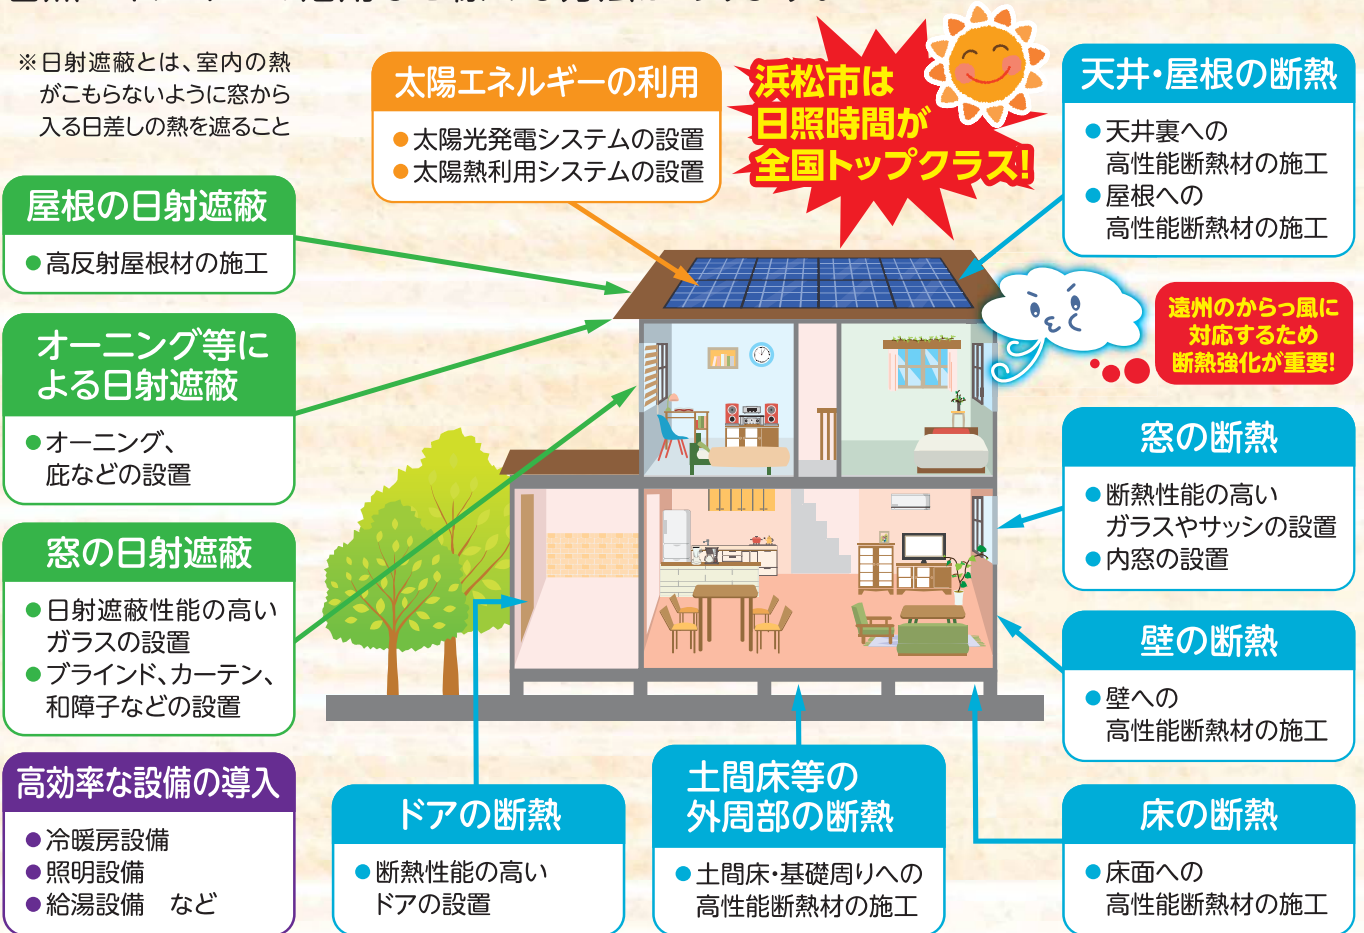 ※日射遮蔽とは、室内の熱
がこもらないように窓から
入る日差しの熱を遮ること
太陽エネルギーの利用
●太陽光発電システムの設置
●太陽熱利用システムの設置
浜松市は
日照時間が
全国トップクラス!
天井・屋根の断熱
●天井裏への
高性能断熱材の施工
●屋根への
高性能断熱材の施工
屋根の日射遮蔽
●高反射屋根材の施工
オーニング等に
よる日射遮蔽
●オーニング、
庇などの設置
窓の日射遮蔽
●日射遮蔽性能の高い
ガラスの設置
●ブラインド、カーテン、
和障子などの設置
高効率な設備の導入
●冷暖房設備
●照明設備
●給湯設備　など
遠州のからっ風に
対応するため
断熱強化が重要!
窓の断熱
●断熱性能の高い
ガラスやサッシの設置
●内窓の設置
壁の断熱
●壁への
高性能断熱材の施工
ドアの断熱
●断熱性能の高い
ドアの設置
土間床等の
外周部の断熱
●土間床・基礎周りへの
高性能断熱材の施工
床の断熱
●床面への
高性能断熱材の施工